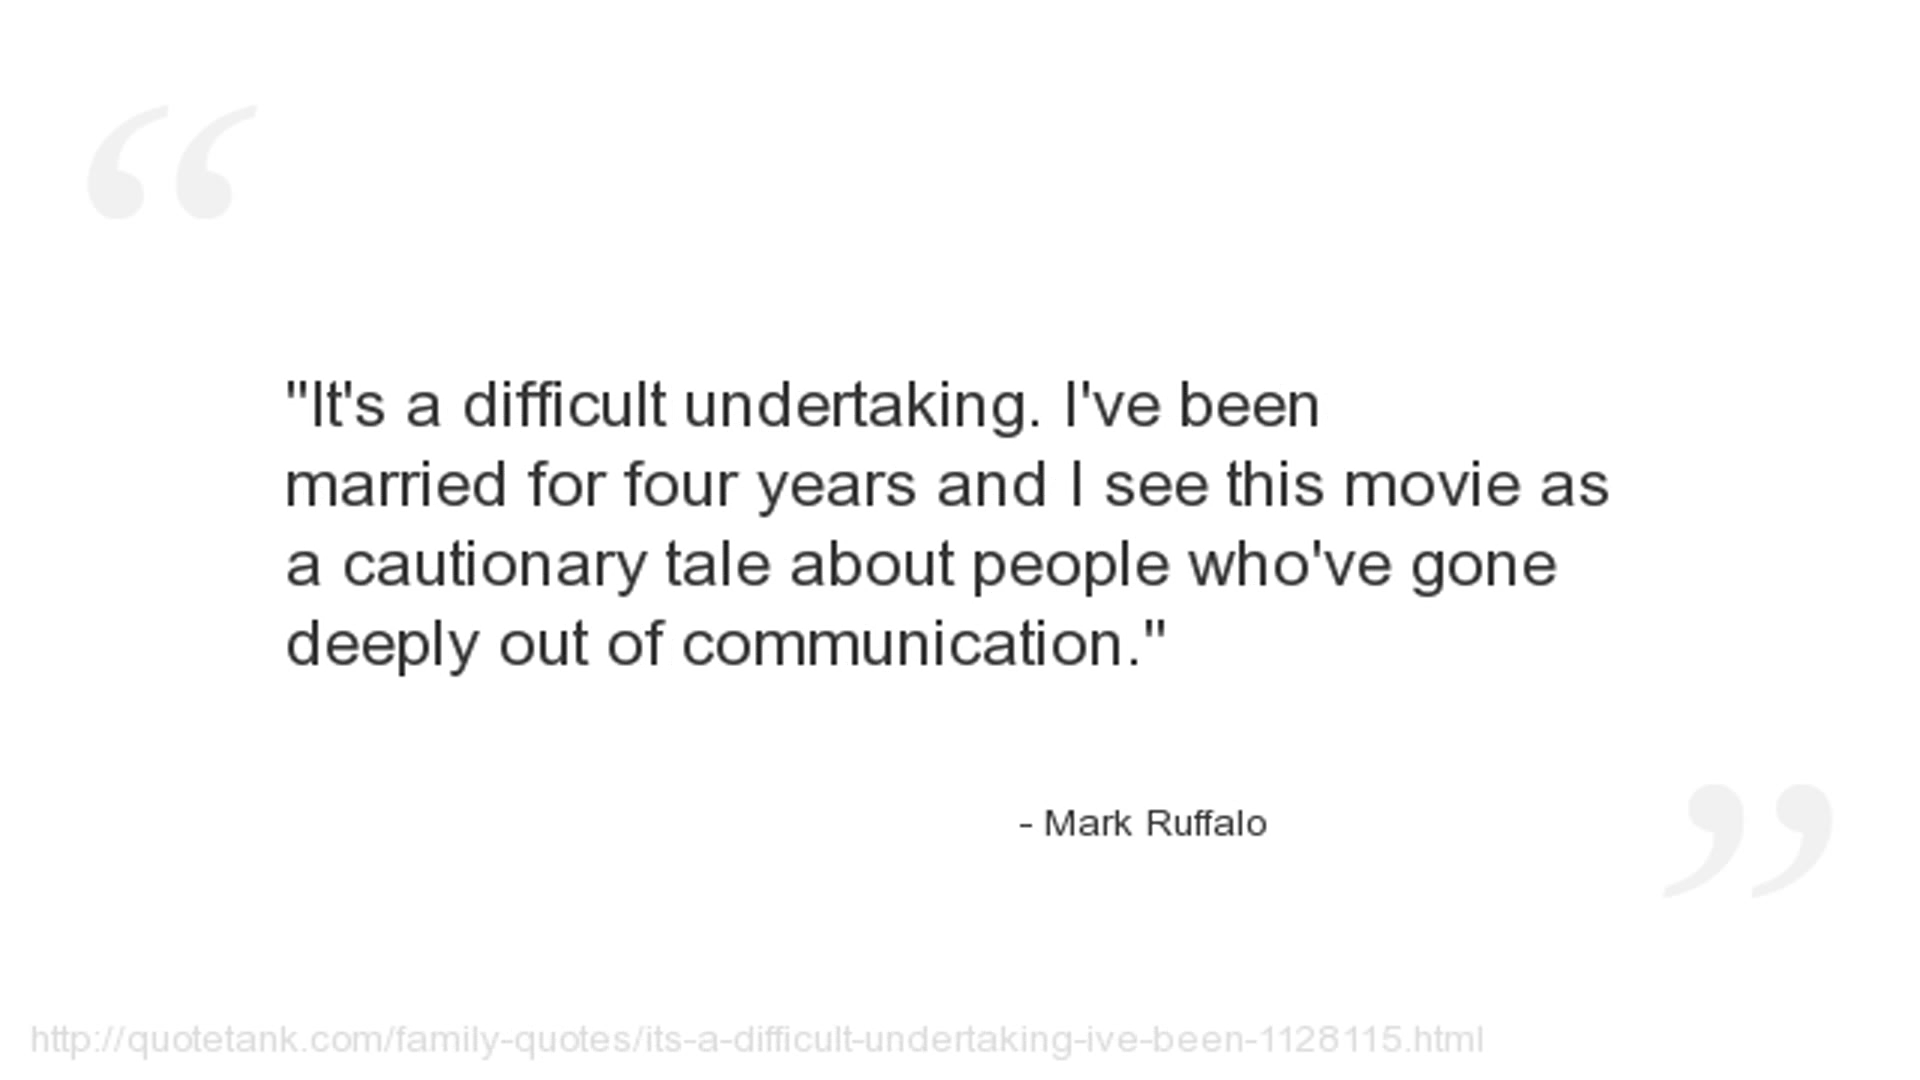 "It's a difficult undertaking. I've been
married for four years and I see this movie as
a cautionary tale about people who've gone
deeply out of communication."
- Mark Ruffalo
http://quotetank.com/family-quotes/its-a-difficult-undertaking-ive-been-1128115.html